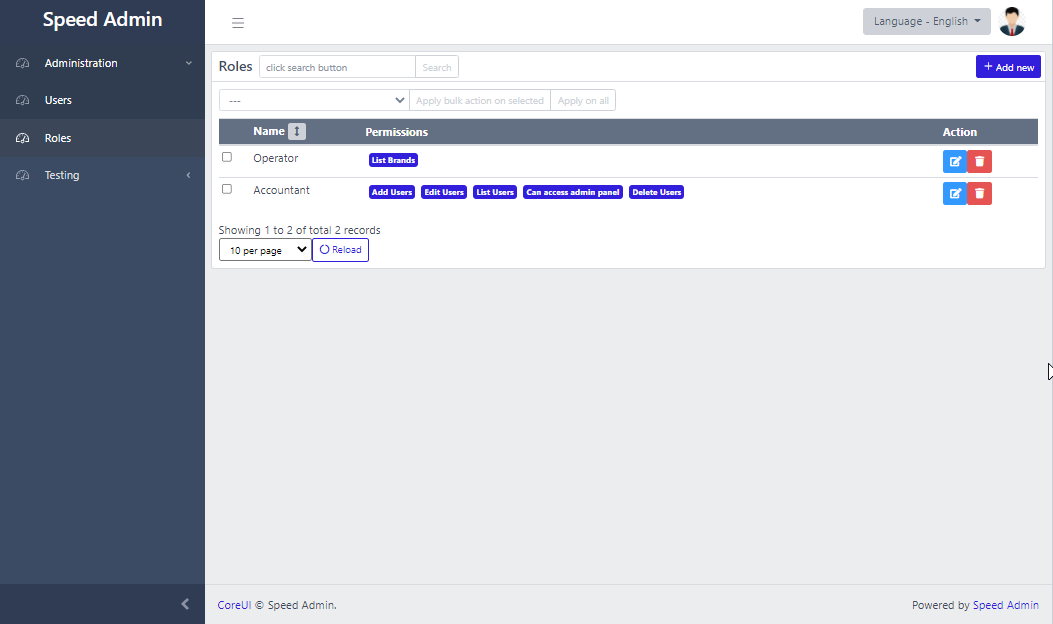 Speed Admin
Language - English
Administration
Users
Roles
Testing
Roles click search button Search + Add new
--- Apply bulk action on selected Apply on all
Name Permissions Action
Operator List Brands
Accountant Add Users Edit Users List Users Can access admin panel Delete Users
Showing 1 to 2 of total 2 records
10 per page Reload
CoreUI © Speed Admin. Powered by Speed Admin